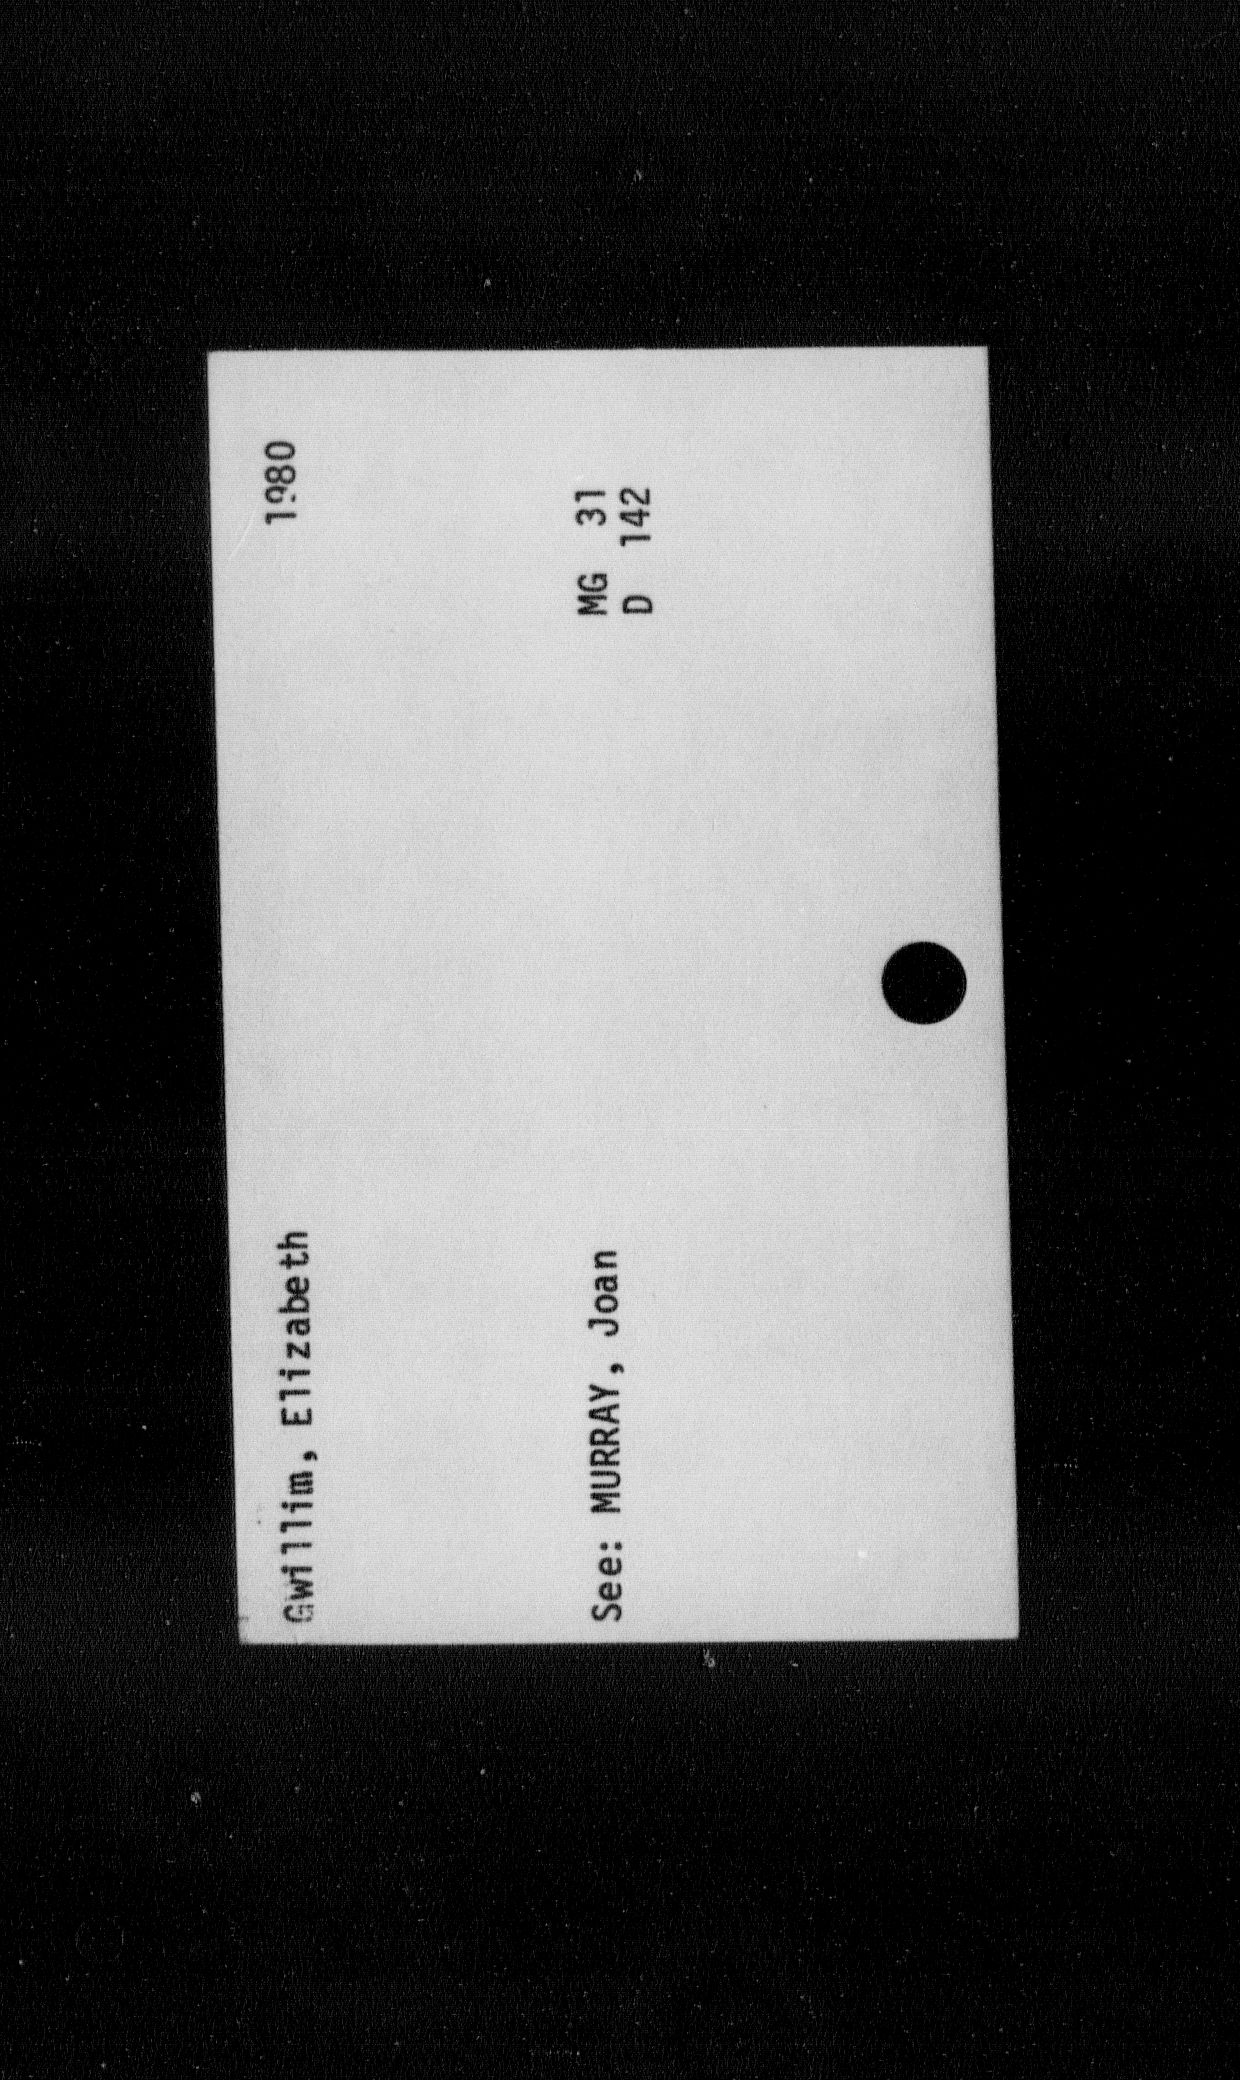 Gwillim, Elizabeth 1980
See: MURRAY, Joan MG 31
D 142